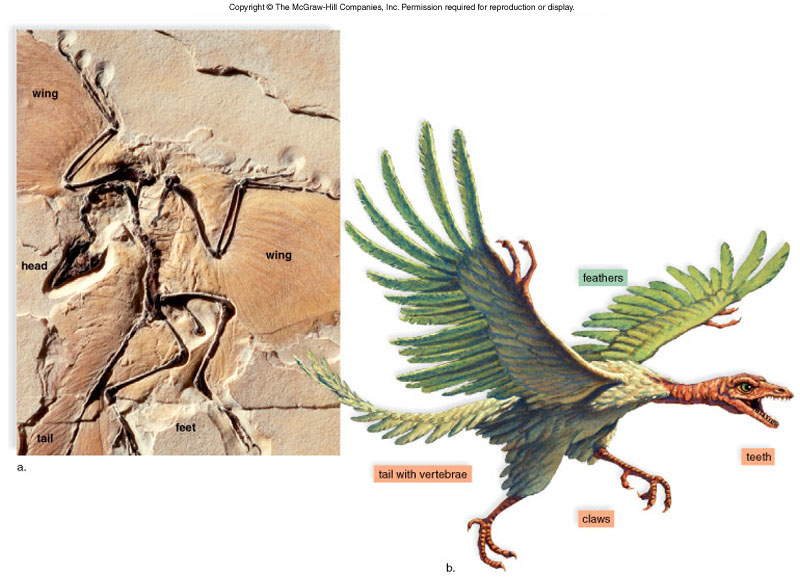 Copyright © The McGraw-Hill Companies, Inc. Permission required for reproduction or display.
wing
head
wing
tail
feet
a.
feathers
teeth
tail with vertebrae
claws
b.